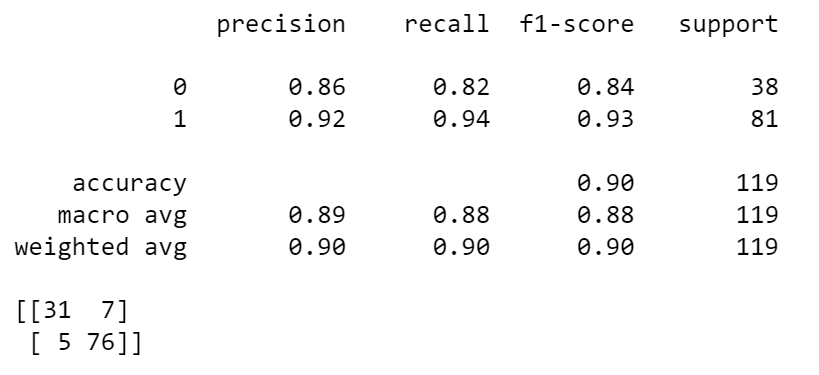 precision recall f1-score support
0 0.86 0.82 0.84 38
1 0.92 0.94 0.93 81
accuracy 0.90 119
macro avg 0.89 0.88 0.88 119
weighted avg 0.90 0.90 0.90 119
[[31 7]
[ 5 76]]